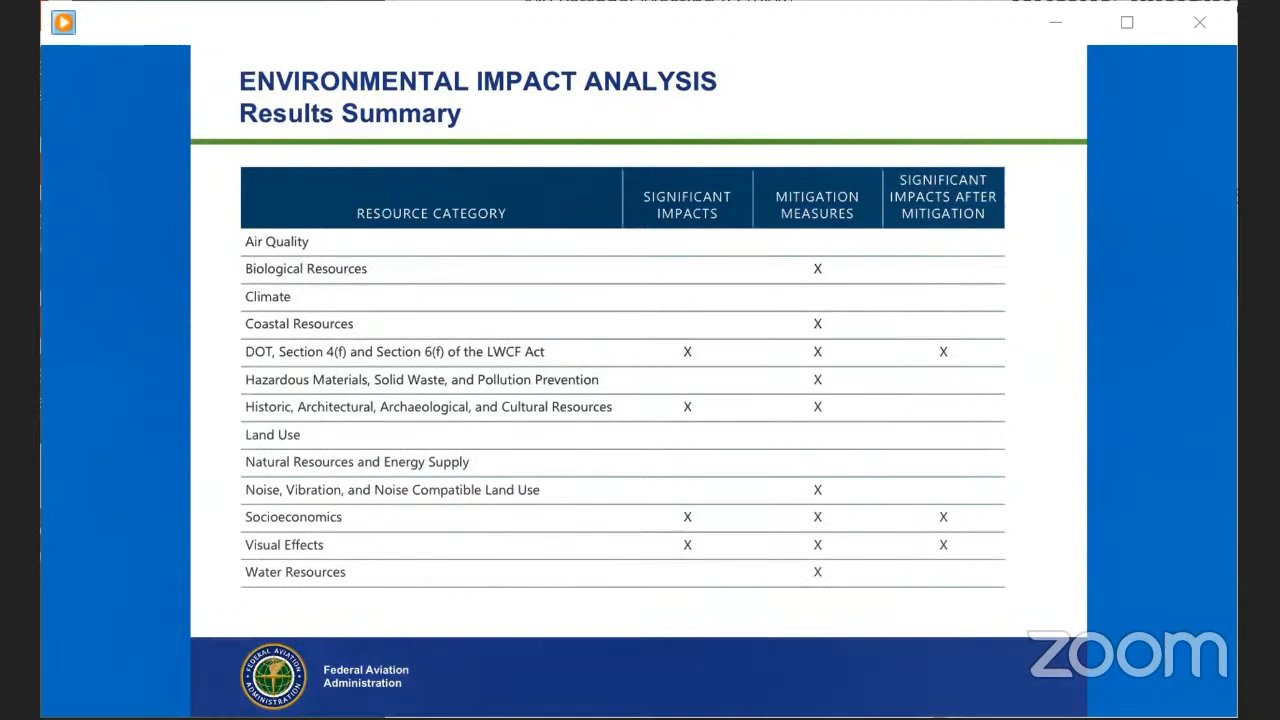 ENVIRONMENTAL IMPACT ANALYSIS
Results Summary
RESOURCE CATEGORY
SIGNIFICANT
IMPACTS
MITIGATION
MEASURES
SIGNIFICANT
IMPACTS AFTER
MITIGATION
Air Quality
Biological Resources X
Climate
Coastal Resources X
DOT, Section 4(f) and Section 6(f) of the LWCF Act X X X
Hazardous Materials, Solid Waste, and Pollution Prevention X
Historic, Architectural, Archaeological, and Cultural Resources X X
Land Use
Natural Resources and Energy Supply
Noise, Vibration, and Noise Compatible Land Use X
Socioeconomics X X X
Visual Effects X X X
Water Resources X
FEDERAL AVIATION
ADMINISTRATION
Federal Aviation
Administration
zoom